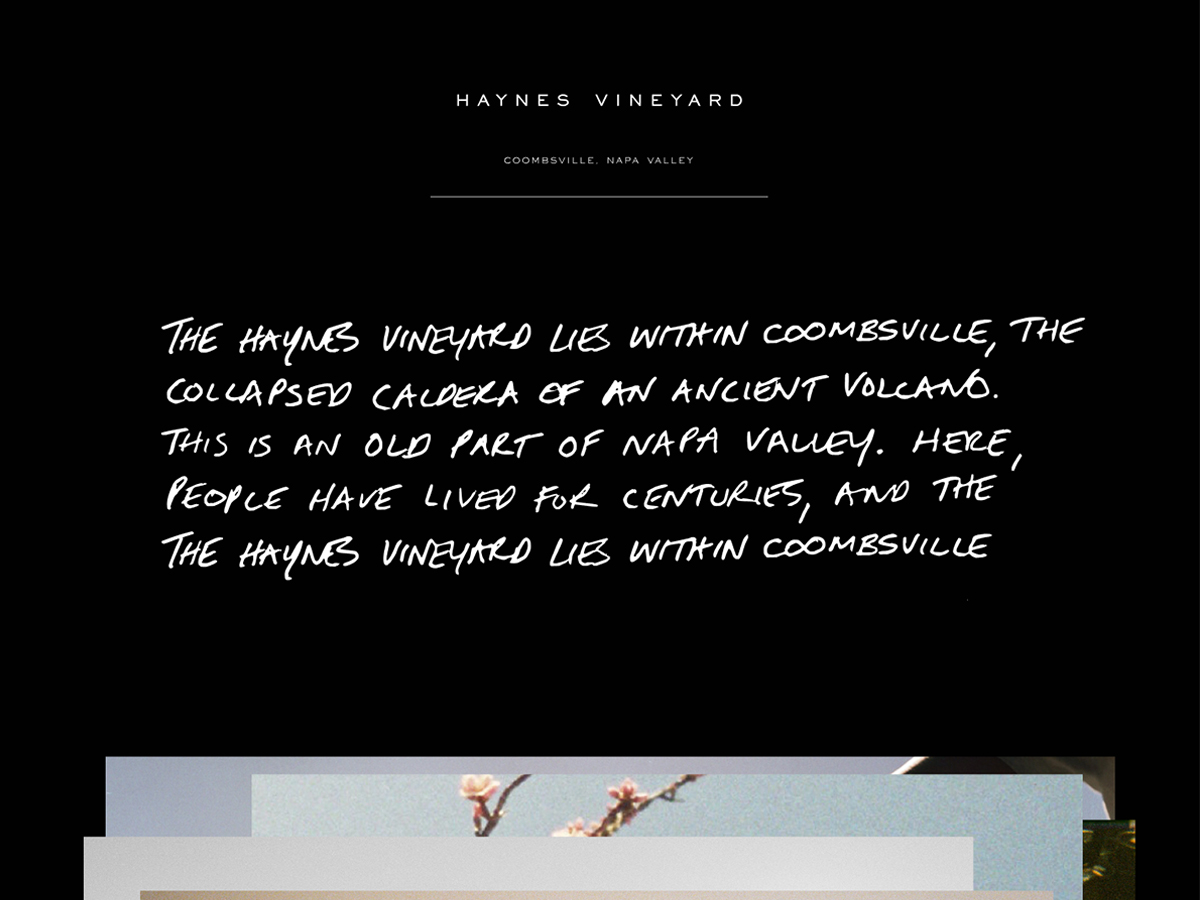 HAYNES VINEYARD
COOMBSVILLE, NAPA VALLEY
THE HAYNES VINEYARD LIES WITHIN COOMBSVILLE, THE
COLLAPSED CALDERA OF AN ANCIENT VOLCANO.
THIS IS AN OLD PART OF NAPA VALLEY. HERE,
PEOPLE HAVE LIVED FOR CENTURIES, AND THE
THE HAYNES VINEYARD LIES WITHIN COOMBSVILLE